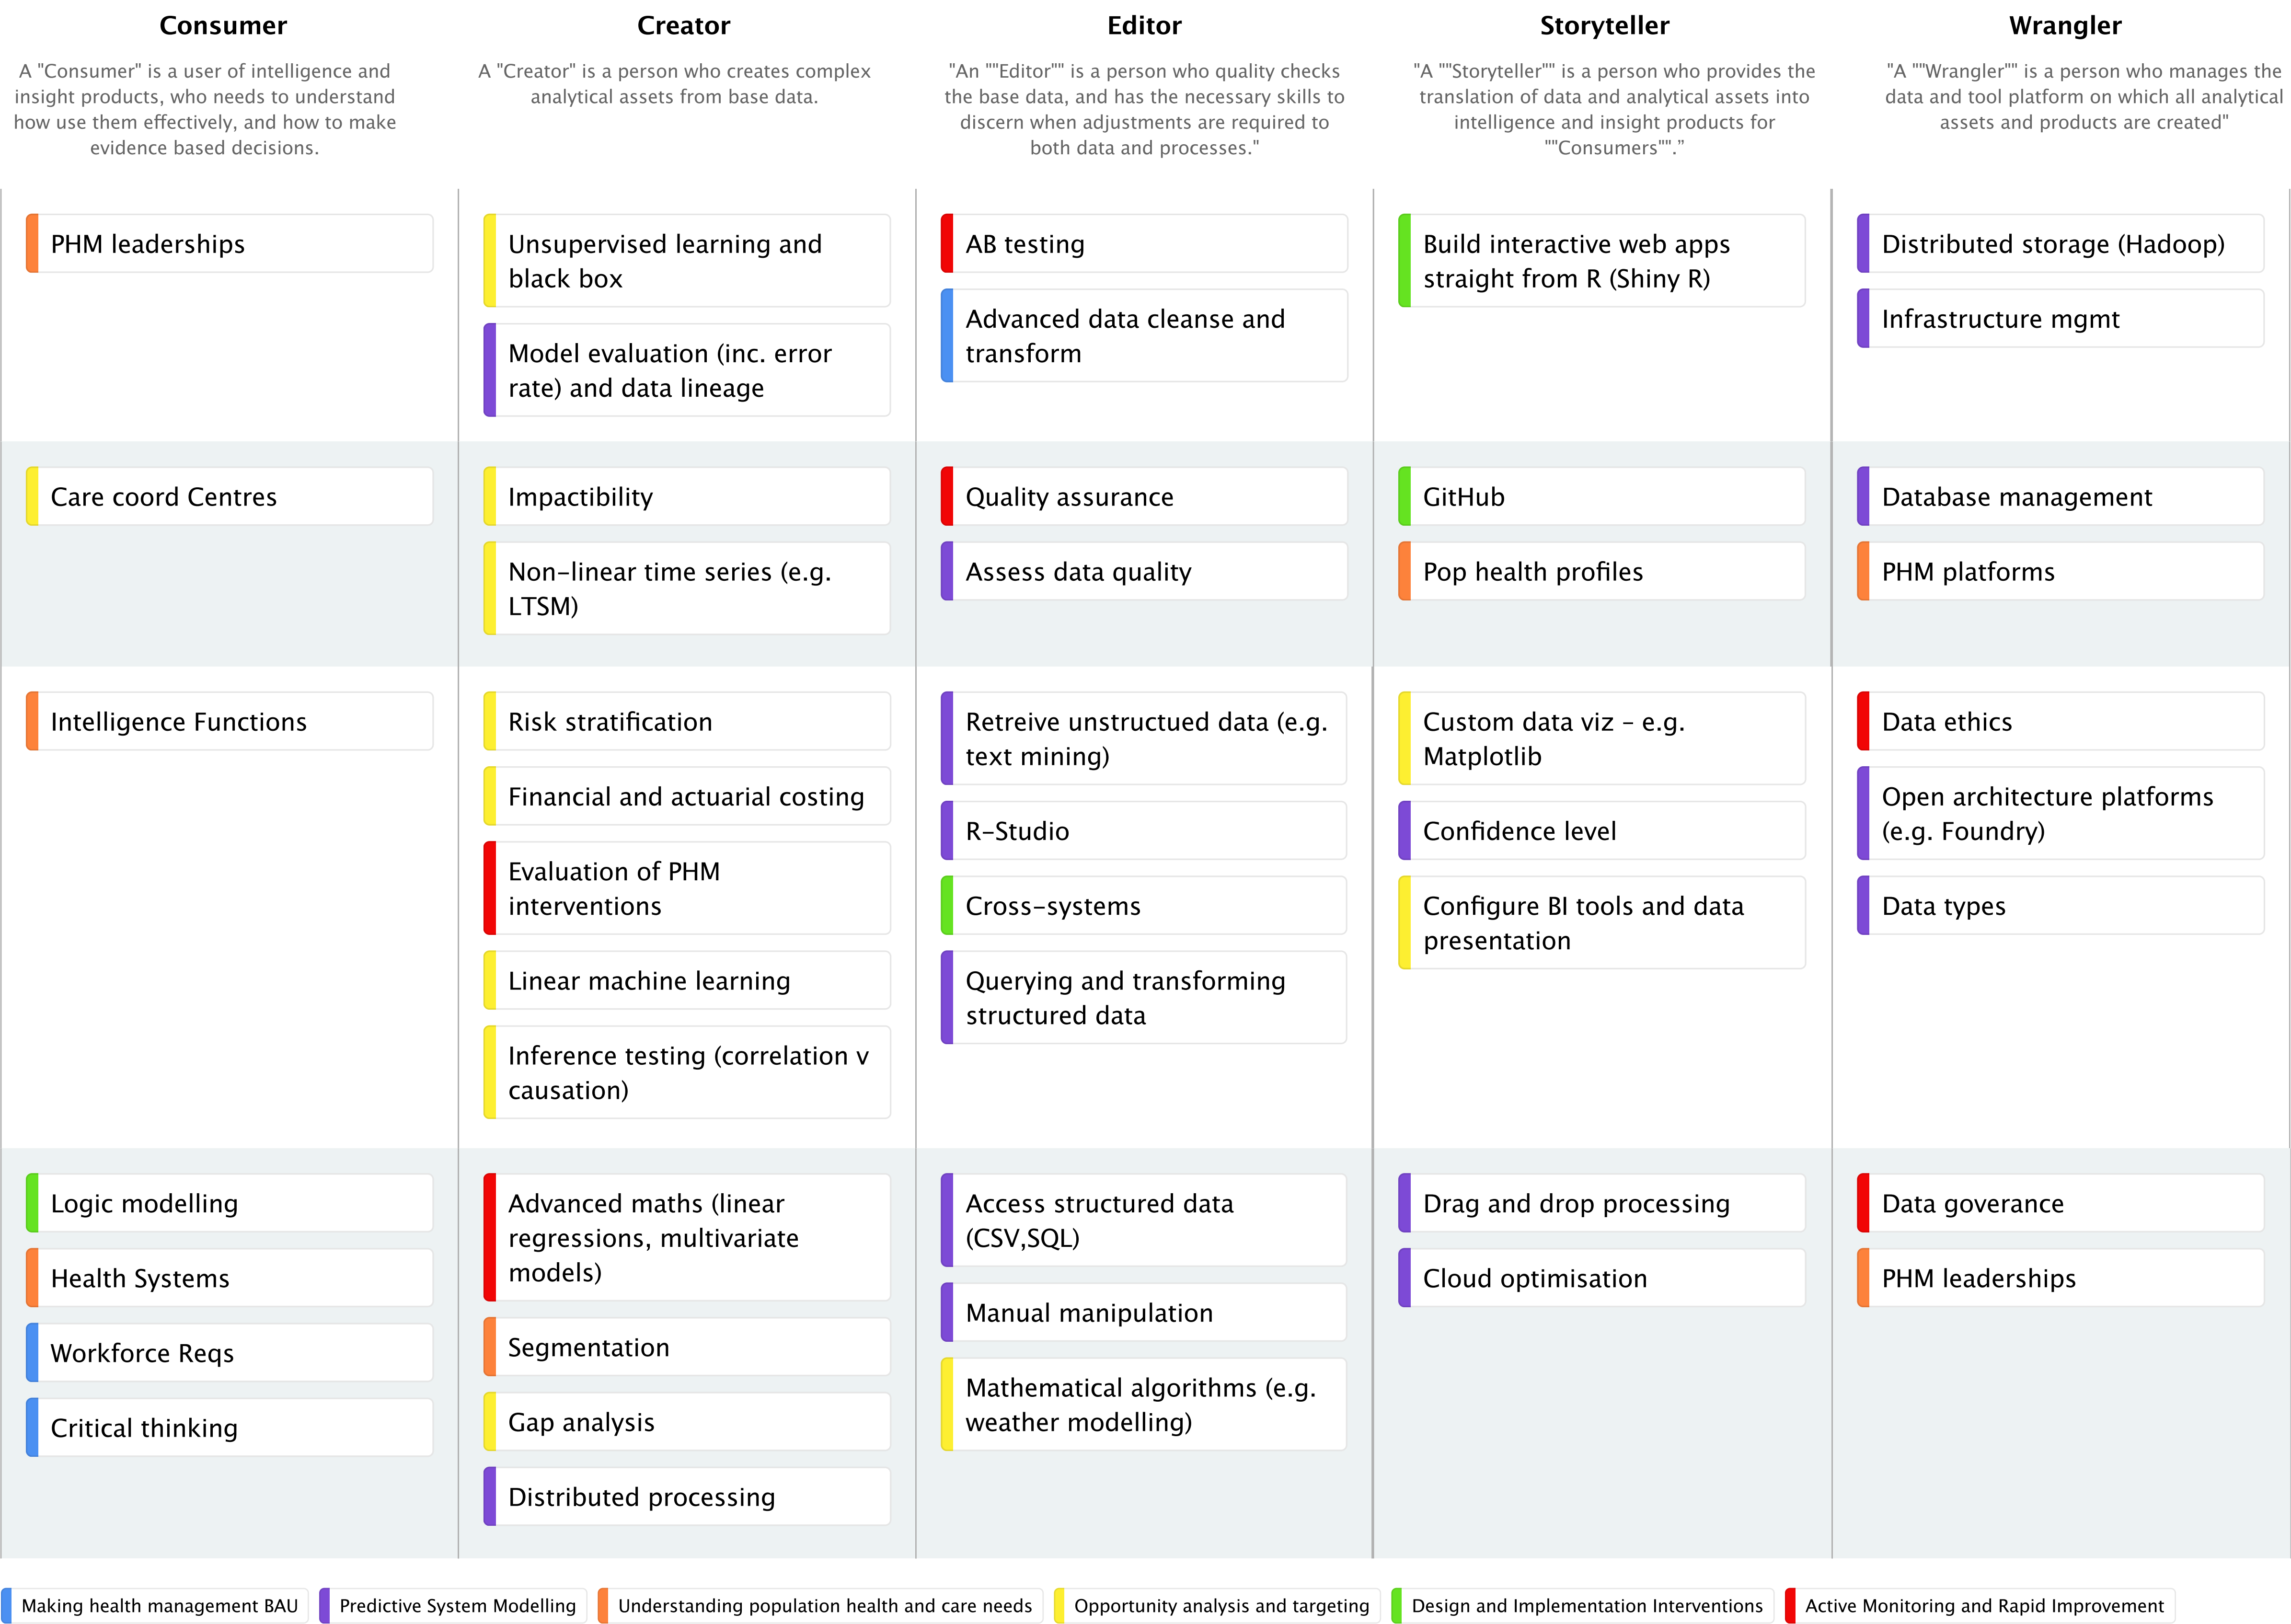 Consumer
A "Consumer" is a user of intelligence and
insight products, who needs to understand
how use them effectively, and how to make
evidence based decisions.
Creator
A "Creator" is a person who creates complex
analytical assets from base data.
Editor
"An ""Editor"" is a person who quality checks
the base data, and has the necessary skills to
discern when adjustments are required to
both data and processes."
Storyteller
"A ""Storyteller"" is a person who provides the
translation of data and analytical assets into
intelligence and insight products for
""Consumers"".”
Wrangler
"A ""Wrangler"" is a person who manages the
data and tool platform on which all analytical
assets and products are created"
PHM leaderships
Unsupervised learning and
black box
Model evaluation (inc. error
rate) and data lineage
AB testing
Advanced data cleanse and
transform
Build interactive web apps
straight from R (Shiny R)
Distributed storage (Hadoop)
Infrastructure mgmt
Care coord Centres
Impactibility
Non-linear time series (e.g.
LTSM)
Quality assurance
Assess data quality
GitHub
Pop health profiles
Database management
PHM platforms
Intelligence Functions
Risk stratification
Financial and actuarial costing
Evaluation of PHM
interventions
Linear machine learning
Inference testing (correlation v
causation)
Retreive unstructued data (e.g.
text mining)
R-Studio
Cross-systems
Querying and transforming
structured data
Custom data viz - e.g.
Matplotlib
Confidence level
Configure BI tools and data
presentation
Data ethics
Open architecture platforms
(e.g. Foundry)
Data types
Logic modelling
Health Systems
Workforce Reqs
Critical thinking
Advanced maths (linear
regressions, multivariate
models)
Segmentation
Gap analysis
Distributed processing
Access structured data
(CSV,SQL)
Manual manipulation
Mathematical algorithms (e.g.
weather modelling)
Drag and drop processing
Cloud optimisation
Data goverance
PHM leaderships
Making health management BAU
Predictive System Modelling
Understanding population health and care needs
Opportunity analysis and targeting
Design and Implementation Interventions
Active Monitoring and Rapid Improvement